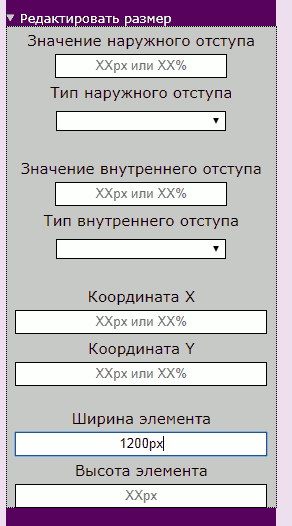 Редактировать размер
Значение наружного отступа
XXpx или XX%
Тип наружного отступа
Значение внутреннего отступа
XXpx или XX%
Тип внутреннего отступа
Координата X
XXpx или XX%
Координата Y
XXpx или XX%
Ширина элемента
1200px
Высота элемента
XXpx